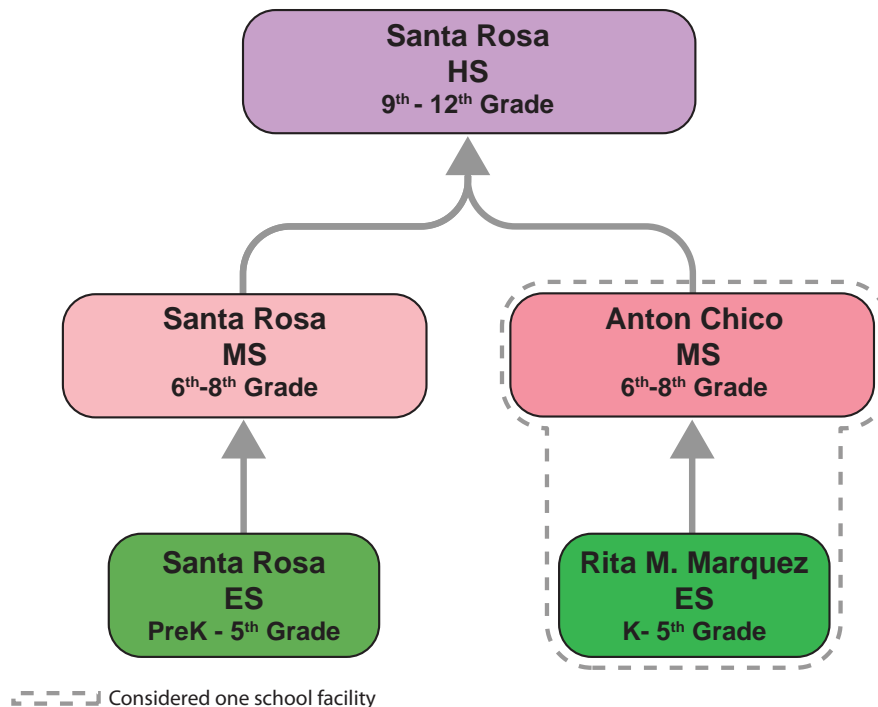 Santa Rosa
HS
9th - 12th Grade
Santa Rosa
MS
6th-8th Grade
Anton Chico
MS
6th-8th Grade
Santa Rosa
ES
PreK - 5th Grade
Rita M. Marquez
ES
K- 5th Grade
Considered one school facility